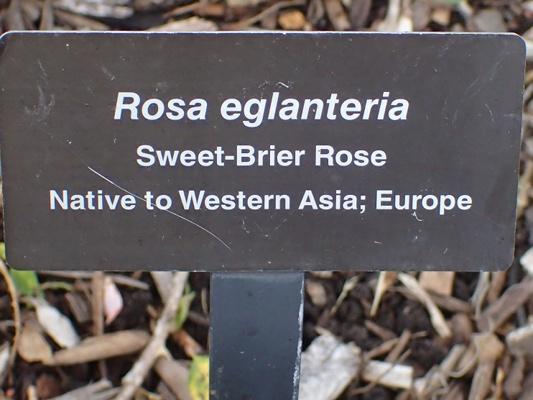 Rosa eglanteria
Sweet-Brier Rose
Native to Western Asia; Europe